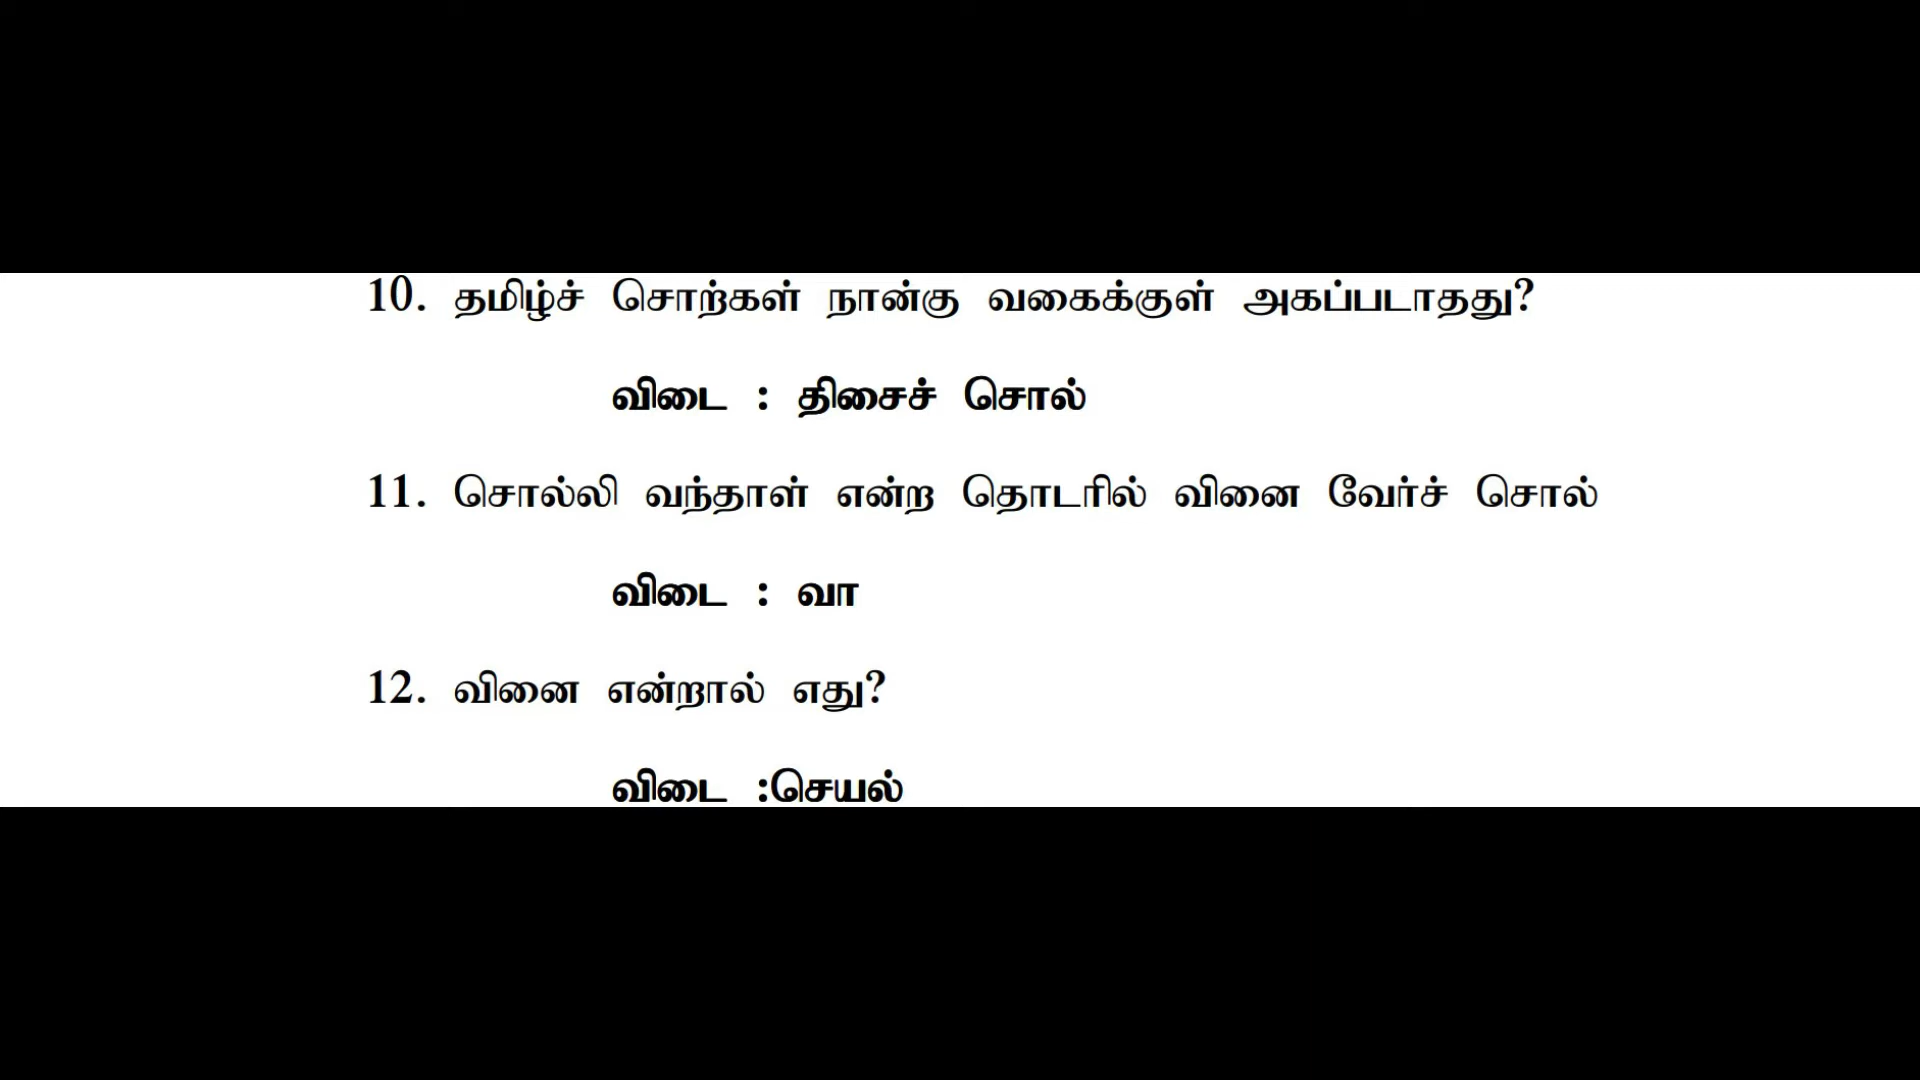 10. தமிழ்ச் சொற்கள் நான்கு வகைக்குள் அகப்படாதது?
விடை : திசைச் சொல்
11. சொல்லி வந்தாள் என்ற தொடரில் வினை வேர்ச் சொல்
விடை : வா
12. வினை என்றால் எது?
விடை :செயல்